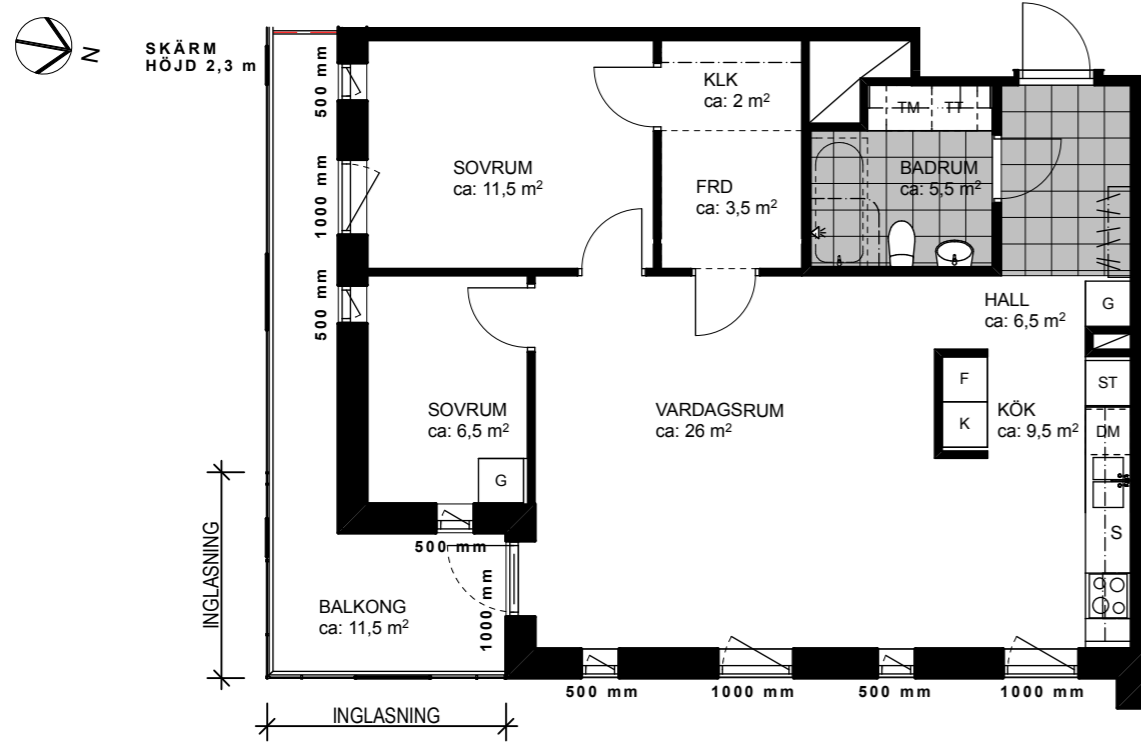 N
SKÄRM
HÖJD 2,3 m
500 mm
1000 mm
500 mm
SOVRUM
ca: 11,5 m²
KLK
ca: 2 m²
FRD
ca: 3,5 m²
TM TT
BADRUM
ca: 5,5 m²
HALL
ca: 6,5 m²
G
ST
F
K
KÖK
ca: 9,5 m²
DM
S
SOVRUM
ca: 6,5 m²
G
VARDAGSRUM
ca: 26 m²
500 mm
1000 mm
BALKONG
ca: 11,5 m²
INGLASNING
INGLASNING
500 mm
1000 mm
500 mm
1000 mm